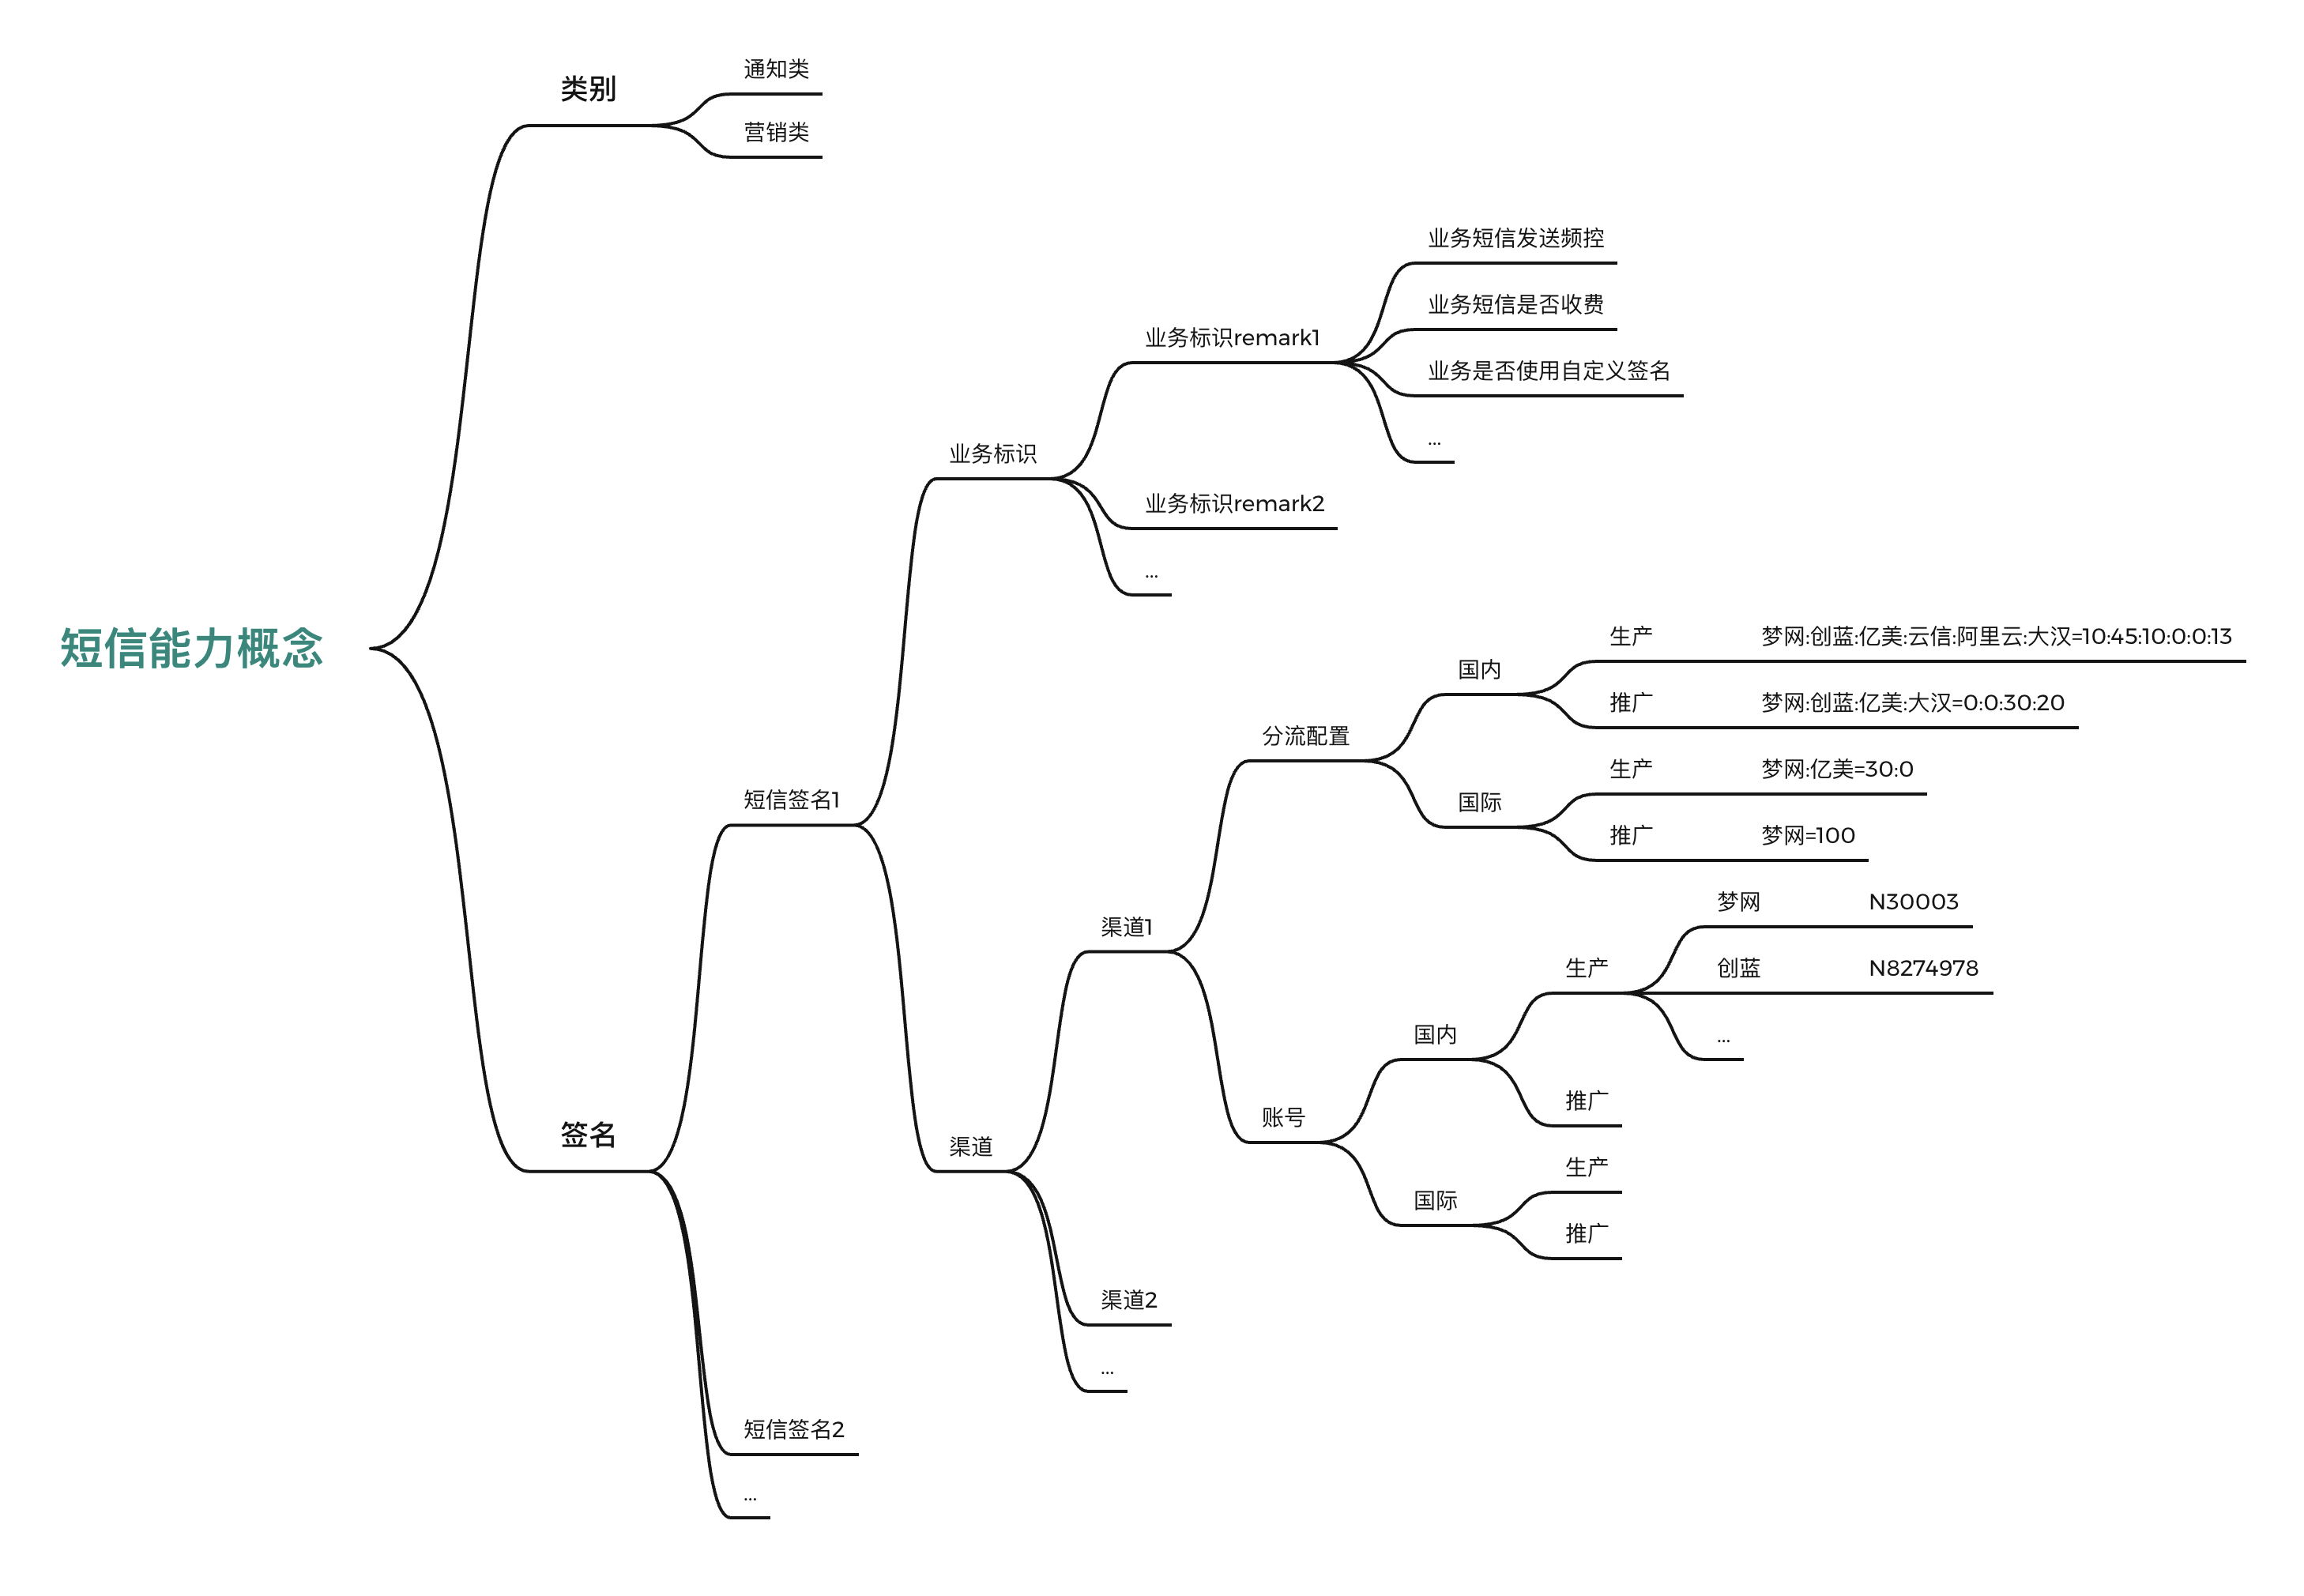 短信能力概念
类别
通知类
营销类
签名
短信签名1
业务标识
业务标识remark1
业务短信发送频控
业务短信是否收费
业务是否使用自定义签名
...
业务标识remark2
...
渠道
渠道1
分流配置
国内
生产 梦网:创蓝:亿美:云信:阿里云:大汉=10:45:10:0:0:13
推广 梦网:创蓝:亿美:大汉=0:0:30:20
国际
生产 梦网:亿美=30:0
推广 梦网=100
账号
国内
生产
梦网 N30003
创蓝 N8274978
...
推广
国际
生产
推广
渠道2
...
短信签名2
...